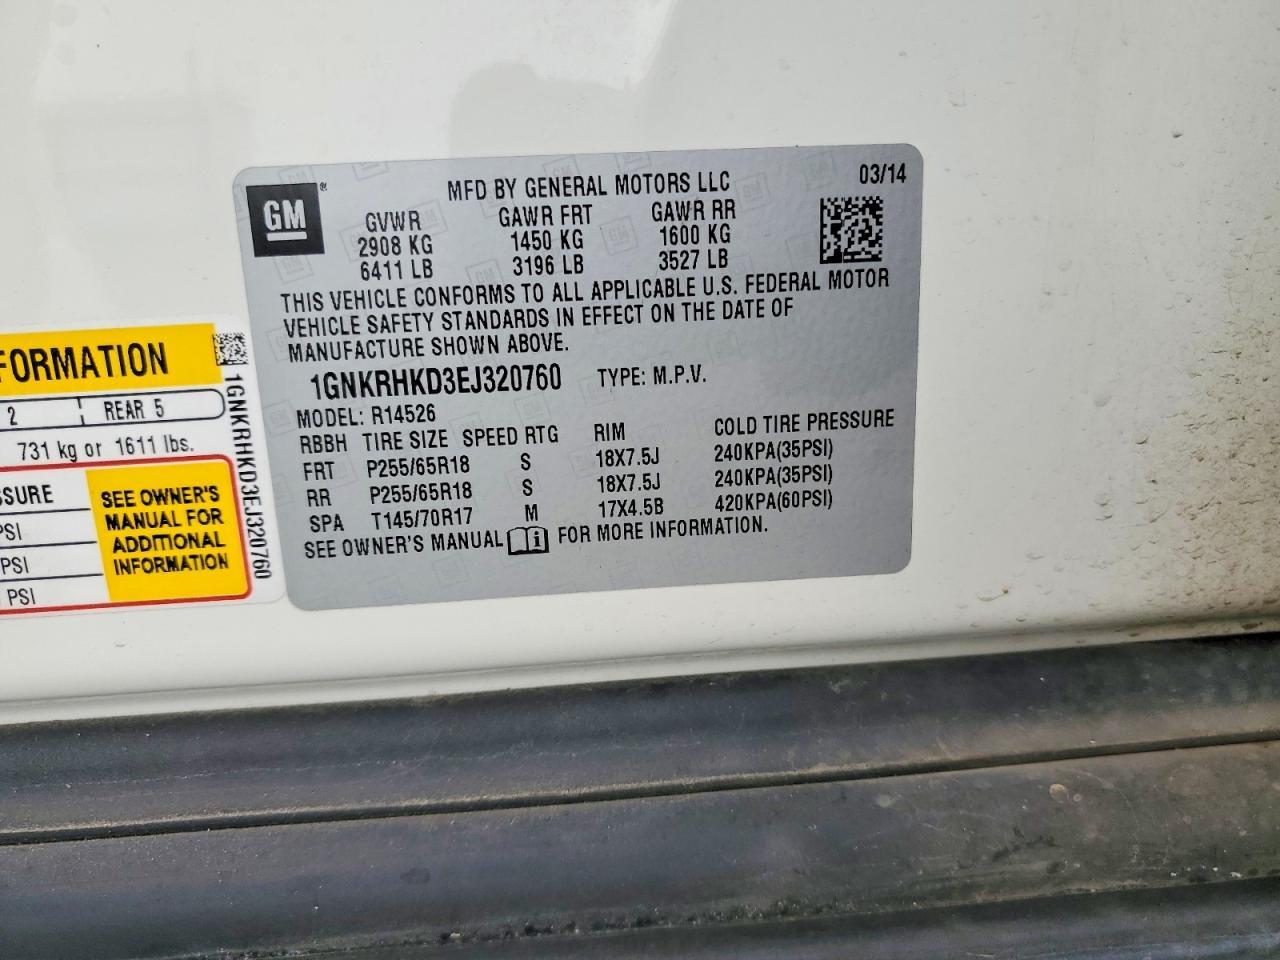 GM®
MFD BY GENERAL MOTORS LLC 03/14
GVWR GAWR FRT GAWR RR
2908 KG 1450 KG 1600 KG
6411 LB 3196 LB 3527 LB
THIS VEHICLE CONFORMS TO ALL APPLICABLE U.S. FEDERAL MOTOR
VEHICLE SAFETY STANDARDS IN EFFECT ON THE DATE OF
MANUFACTURE SHOWN ABOVE.
1GNKRHKD3EJ320760 TYPE: M.P.V.
MODEL: R14526
RBBH TIRE SIZE SPEED RTG RIM COLD TIRE PRESSURE
FRT P255/65R18 S 18X7.5J 240KPA(35PSI)
RR P255/65R18 S 18X7.5J 240KPA(35PSI)
SPA T145/70R17 M 17X4.5B 420KPA(60PSI)
SEE OWNER'S MANUAL i FOR MORE INFORMATION.
FORMATION
2 REAR 5
731 kg or 1611 lbs.
SSURE
PSI
PSI
PSI
SEE OWNER'S
MANUAL FOR
ADDITIONAL
INFORMATION
1GNKRHKD3EJ320760